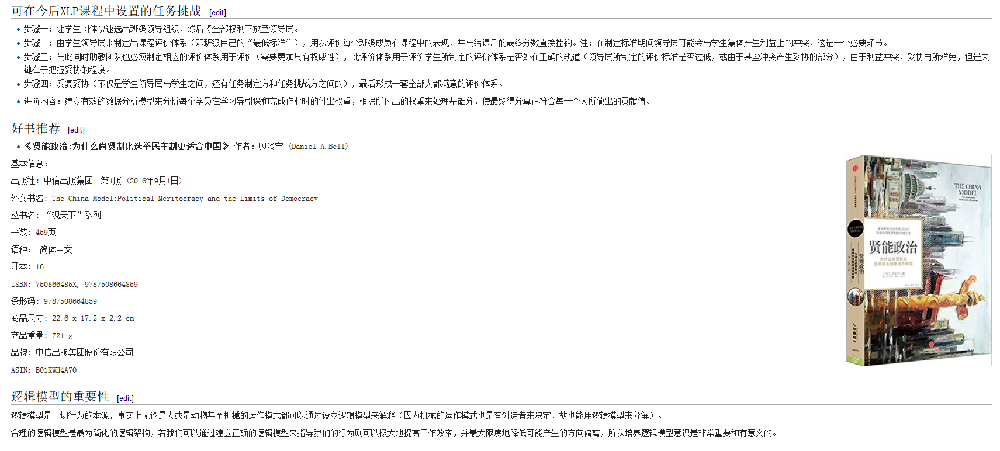 可在今后XLP课程中设置的任务挑战 [edit]
步骤一：让学生团体快速选出班级领导组织，然后将全部权利下放至领导层。
步骤二：由学生领导层来制定出课程评价体系（即班级自己的“最低标准”），用以评价每个班级成员在课程中的表现，并与结课后的最终分数直接挂钩。注：在制定标准期间领导层可能会与学生集体产生利益上的冲突，这是一个必要环节。
步骤三：与此同时助教团队也必须制定相应的评价体系用于评价（需要更加具有权威性），此评价体系用于评价学生所制定的评价体系是否处在正确的轨道（领导层所制定的评价标准是否过低，或由于某些冲突产生妥协的部分），由于利益冲突，妥协再所难免，但是关
键在于把握妥协的程度。
步骤四：反复妥协（不仅是学生领导层与学生之间，还有任务制定方和任务挑战方之间的），最后形成一套全部人都满意的评价体系。
进阶内容：建立有效的数据分析模型来分析每个学员在学习导引课和完成作业时的付出权重，根据所付出的权重来处理基础分，使最终得分真正符合每一个人所做出的贡献值。
好书推荐 [edit]
《贤能政治:为什么尚贤制比选举民主制更适合中国》 作者：贝淡宁 (Daniel A.Bell)
基本信息：
出版社: 中信出版集团; 第1版 (2016年9月1日)
外文书名: The China Model:Political Meritocracy and the Limits of Democracy
丛书名: “观天下”系列
平装: 459页
语种： 简体中文
开本: 16
ISBN: 750866485X, 9787508664859
条形码: 9787508664859
商品尺寸: 22.6 x 17.2 x 2.2 cm
商品重量: 721 g
品牌: 中信出版集团股份有限公司
ASIN: B01KWH4A7O
THE CHINA
MODEL
贤能政治
为什么尚贤制比
选举民主制更适合中国
逻辑模型的重要性 [edit]
逻辑模型是一切行为的本源，事实上无论是人或是动物甚至机械的运作模式都可以通过设立逻辑模型来解释（因为机械的运作模式也是有创造者来决定，故也能用逻辑模型来分解）。
合理的逻辑模型是最为简化的逻辑架构，若我们可以通过建立正确的逻辑模型来指导我们的行为则可以极大地提高工作效率，并最大限度地降低可能产生的方向偏离，所以培养逻辑模型意识是非常重要和有意义的。